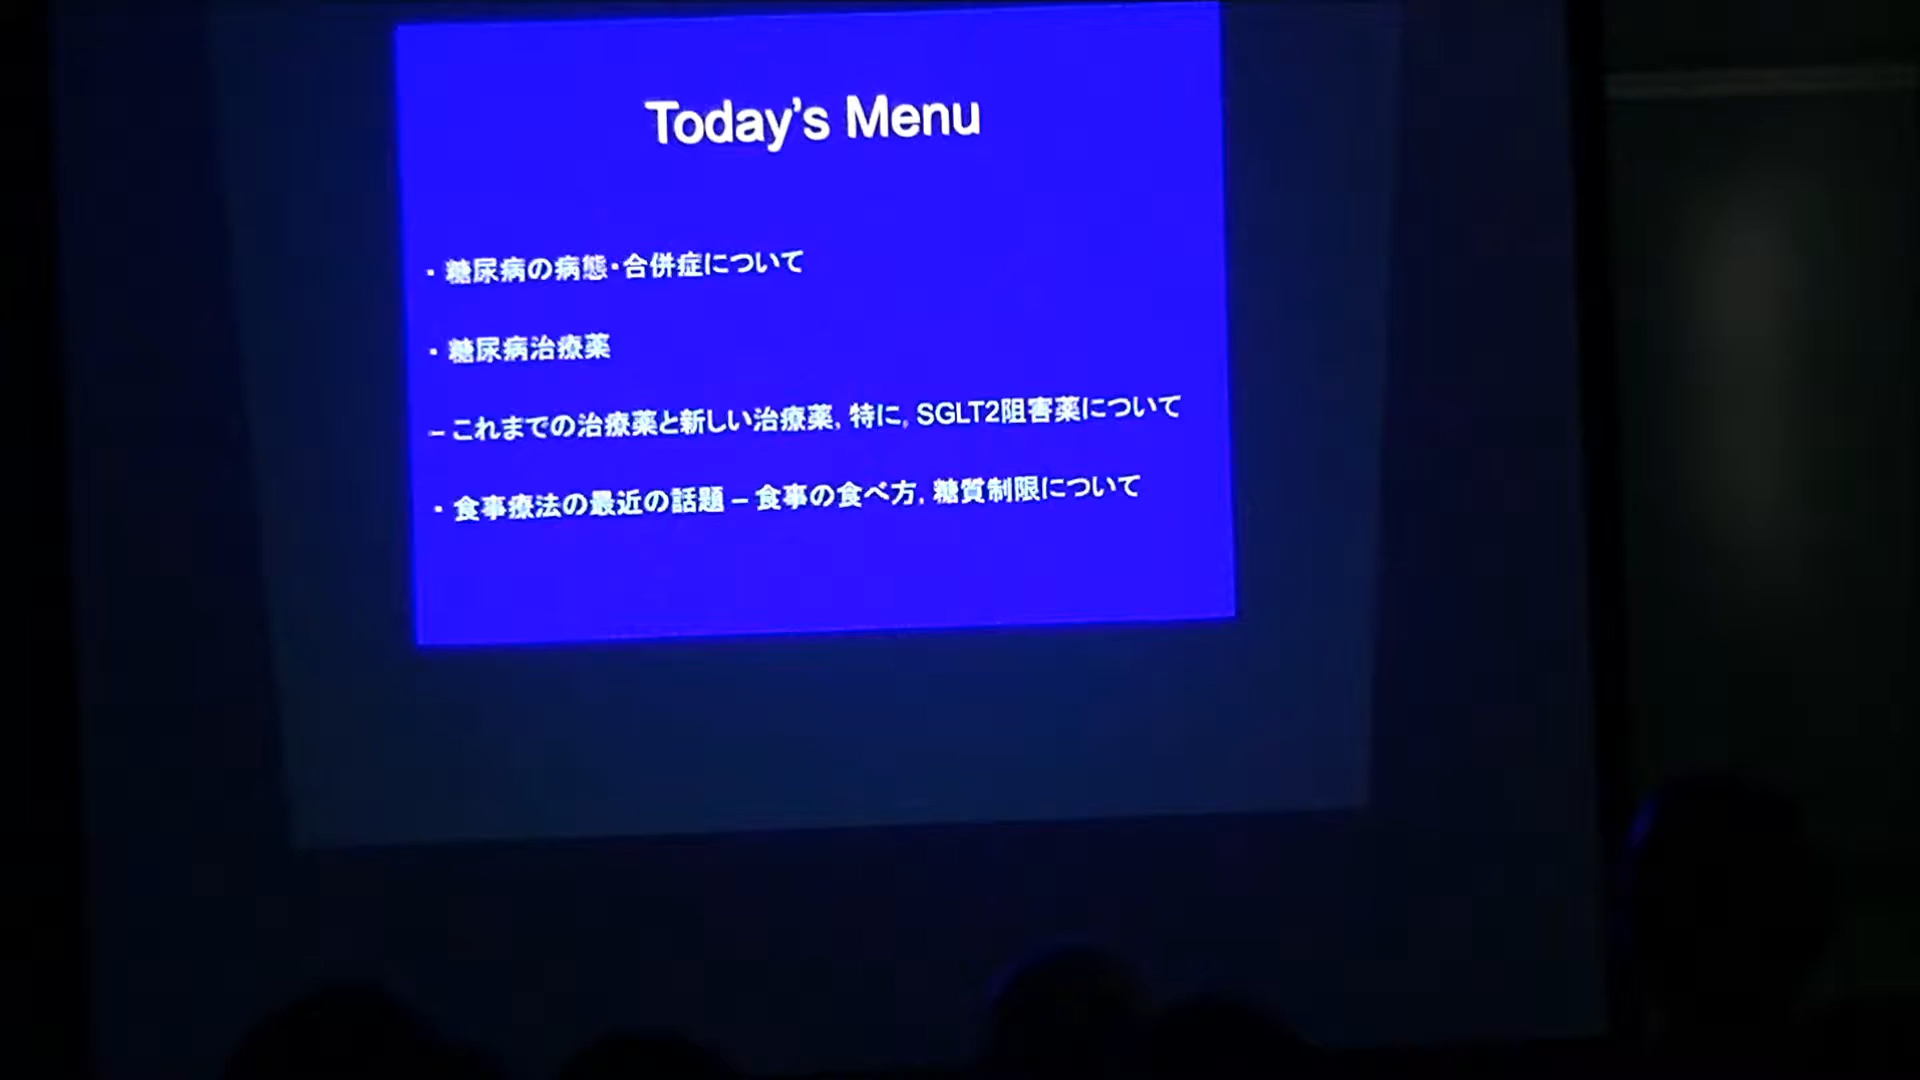 Today's Menu
・糖尿病の病態・合併症について
・糖尿病治療薬
– これまでの治療薬と新しい治療薬, 特に, SGLT2阻害薬について
・食事療法の最近の話題 – 食事の食べ方, 糖質制限について